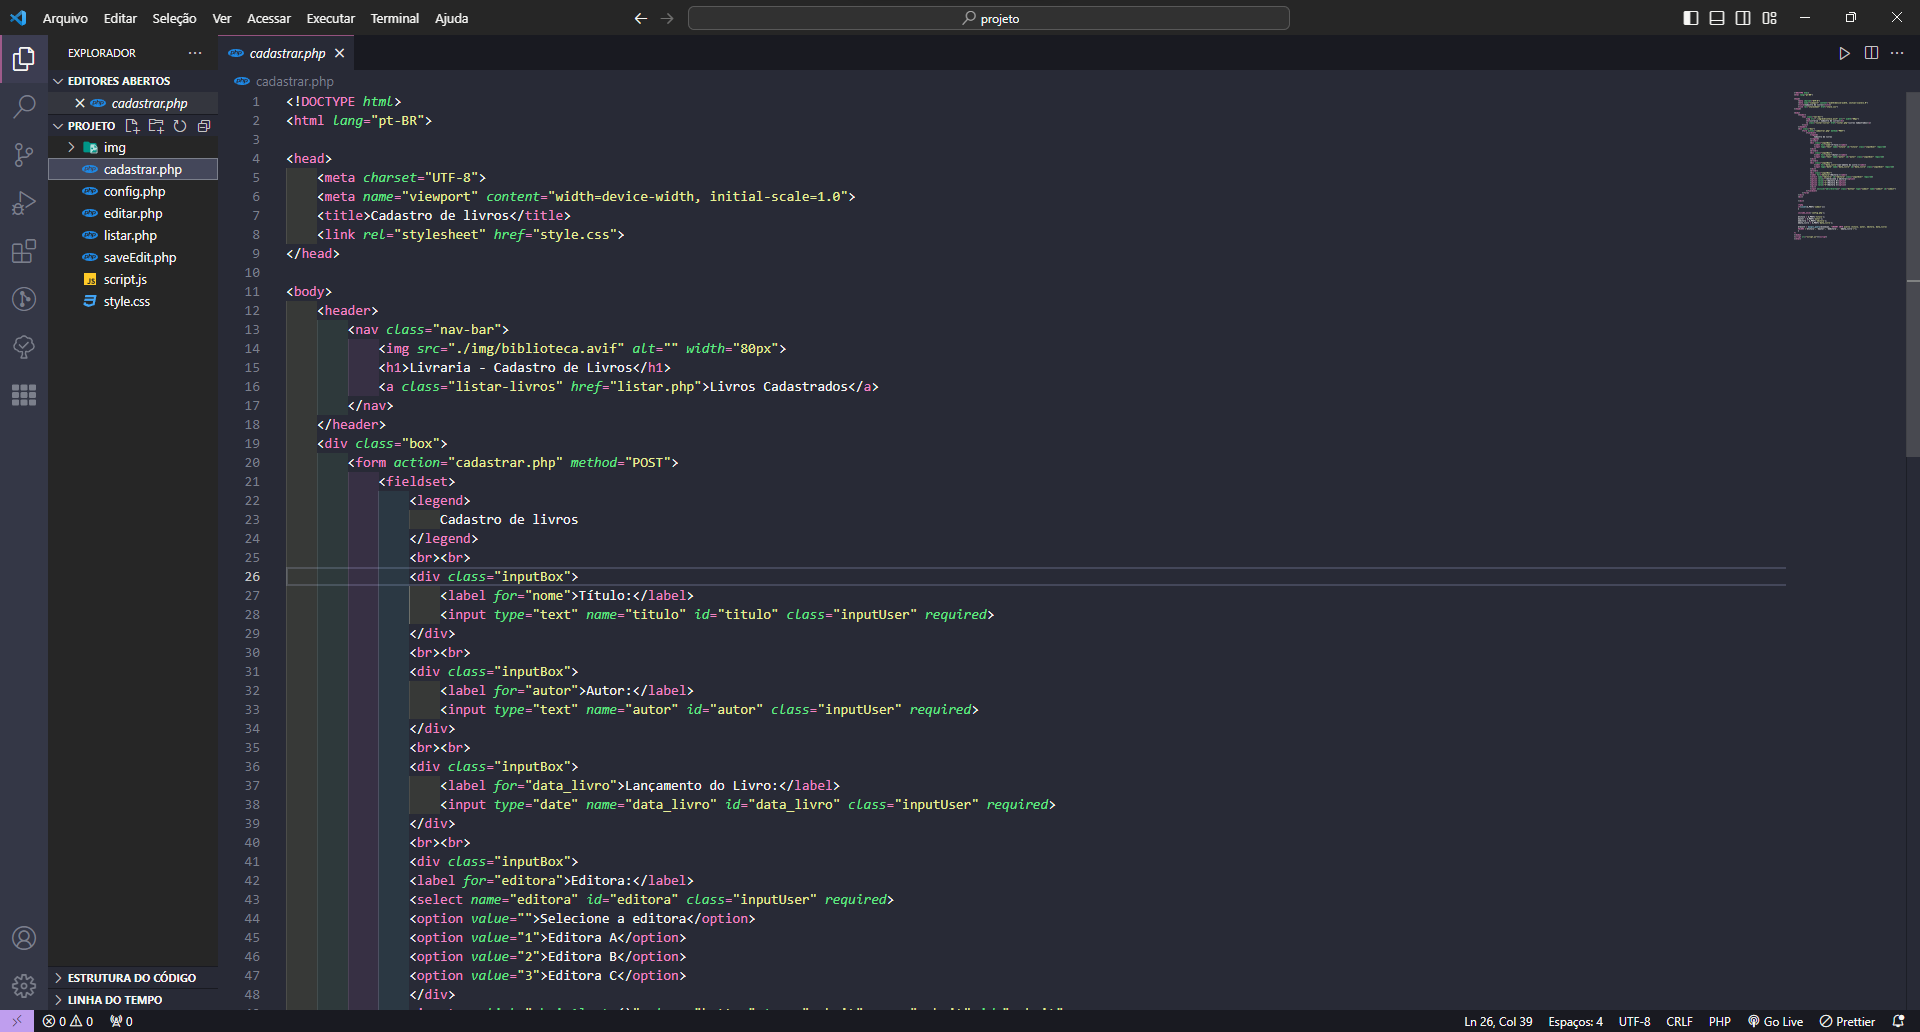 Arquivo Editar Seleção Ver Acessar Executar Terminal Ajuda
projeto
EXPLORADOR
EDITORES ABERTOS
cadastrar.php
PROJETO
img
cadastrar.php
config.php
editar.php
listar.php
saveEdit.php
script.js
style.css
ESTRUTURA DO CÓDIGO
LINHA DO TEMPO
cadastrar.php
cadastrar.php
1 <!DOCTYPE html>
2 <html lang="pt-BR">
3
4 <head>
5 <meta charset="UTF-8">
6 <meta name="viewport" content="width=device-width, initial-scale=1.0">
7 <title>Cadastro de livros</title>
8 <link rel="stylesheet" href="style.css">
9 </head>
10
11 <body>
12 <header>
13 <nav class="nav-bar">
14 <img src="./img/biblioteca.avif" alt="" width="80px">
15 <h1>Livraria - Cadastro de Livros</h1>
16 <a class="listar-livros" href="listar.php">Livros Cadastrados</a>
17 </nav>
18 </header>
19 <div class="box">
20 <form action="cadastrar.php" method="POST">
21 <fieldset>
22 <legend>
23 Cadastro de livros
24 </legend>
25 <br><br>
26 <div class="inputBox">
27 <label for="nome">Título:</label>
28 <input type="text" name="titulo" id="titulo" class="inputUser" required>
29 </div>
30 <br><br>
31 <div class="inputBox">
32 <label for="autor">Autor:</label>
33 <input type="text" name="autor" id="autor" class="inputUser" required>
34 </div>
35 <br><br>
36 <div class="inputBox">
37 <label for="data_livro">Lançamento do Livro:</label>
38 <input type="date" name="data_livro" id="data_livro" class="inputUser" required>
39 </div>
40 <br><br>
41 <div class="inputBox">
42 <label for="editora">Editora:</label>
43 <select name="editora" id="editora" class="inputUser" required>
44 <option value="">Selecione a editora</option>
45 <option value="1">Editora A</option>
46 <option value="2">Editora B</option>
47 <option value="3">Editora C</option>
48 </div>
0 0 0
Ln 26, Col 39 Espaços: 4 UTF-8 CRLF PHP Go Live Prettier